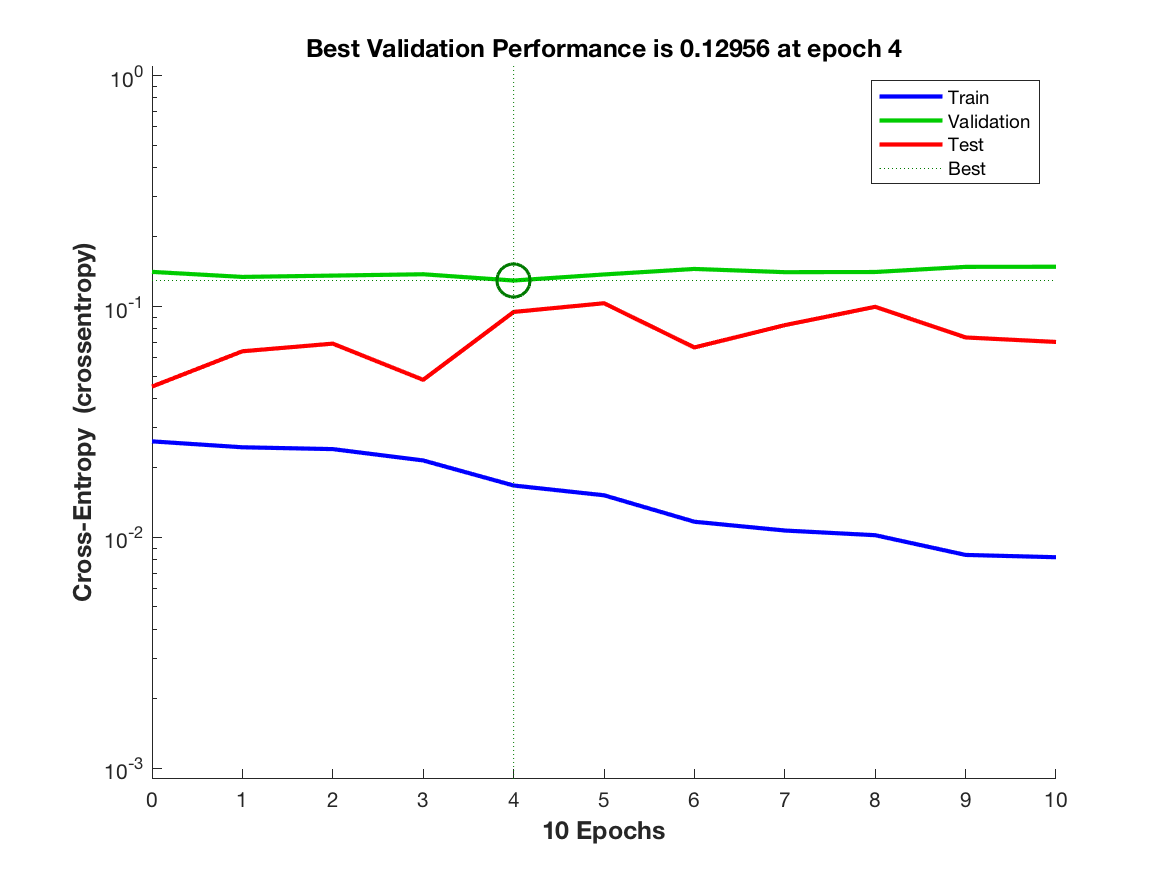 Best Validation Performance is 0.12956 at epoch 4
Cross-Entropy  (crossentropy)
10^0
10^-1
10^-2
10^-3
Train
Validation
Test
Best
0 1 2 3 4 5 6 7 8 9 10
10 Epochs